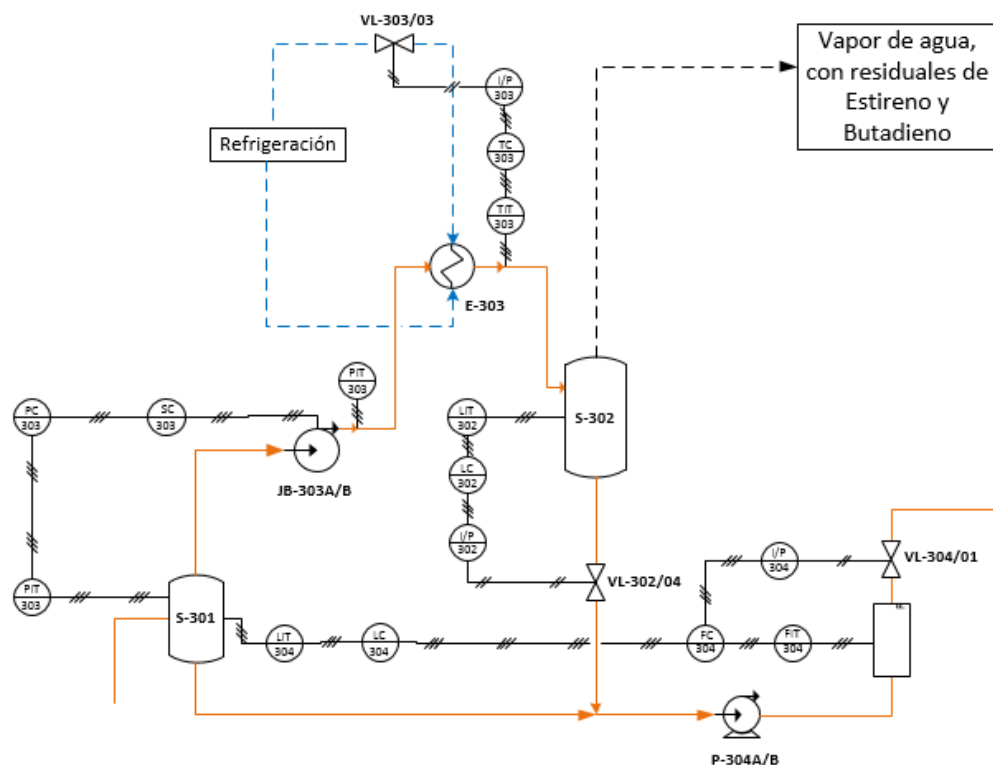 VL-303/03
Vapor de agua,
con residuales de
Estireno y
Butadieno
I/P
303
Refrigeración
TC
303
TIT
303
E-303
PIT
303
PC
303
SC
303
LIT
302
S-302
JB-303A/B
LC
302
I/P
302
I/P
304
VL-304/01
PIT
303
VL-302/04
S-301
LIT
304
LC
304
FC
304
FIT
304
P-304A/B